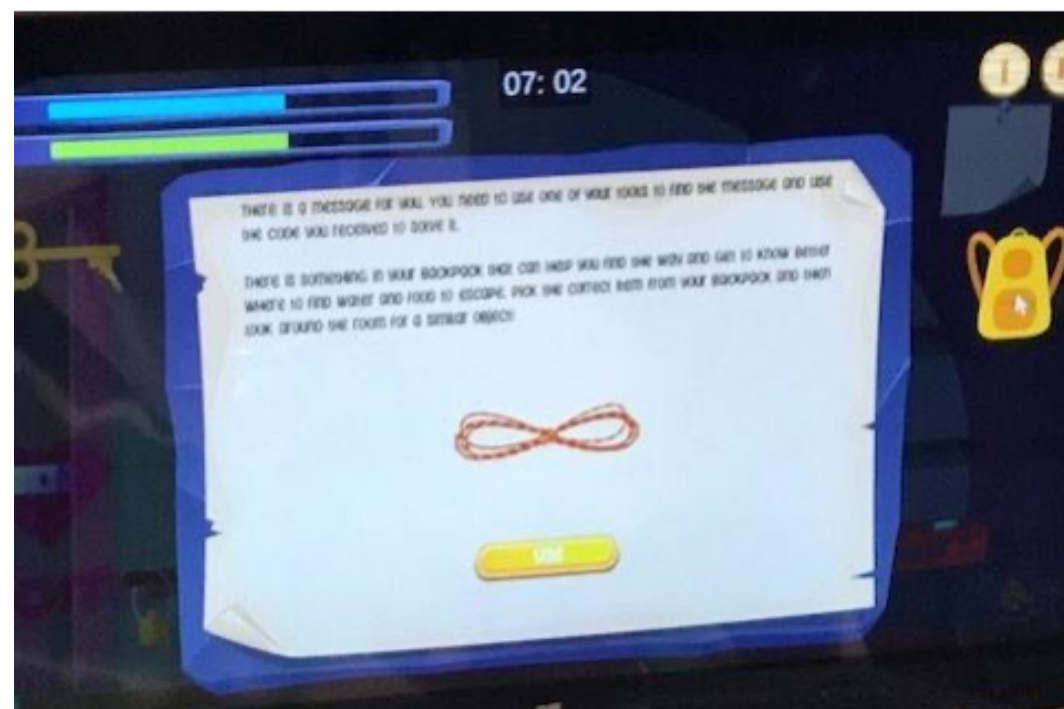 07: 02
THERE IS A MESSAGE FOR YOU. YOU NEED TO USE ONE OF YOUR TOOLS TO FIND THE MESSAGE AND USE
THE CODE YOU RECEIVED TO SOLVE IT.
THERE IS SOMETHING IN YOUR BACKPACK THAT CAN HELP YOU FIND THE WAY AND GET TO KNOW BETTER
WHERE TO FIND WATER AND FOOD TO ESCAPE. PICK THE CORRECT ITEM FROM YOUR BACKPACK AND THEN
LOOK AROUND THE ROOM FOR A SIMILAR OBJECT!
USE